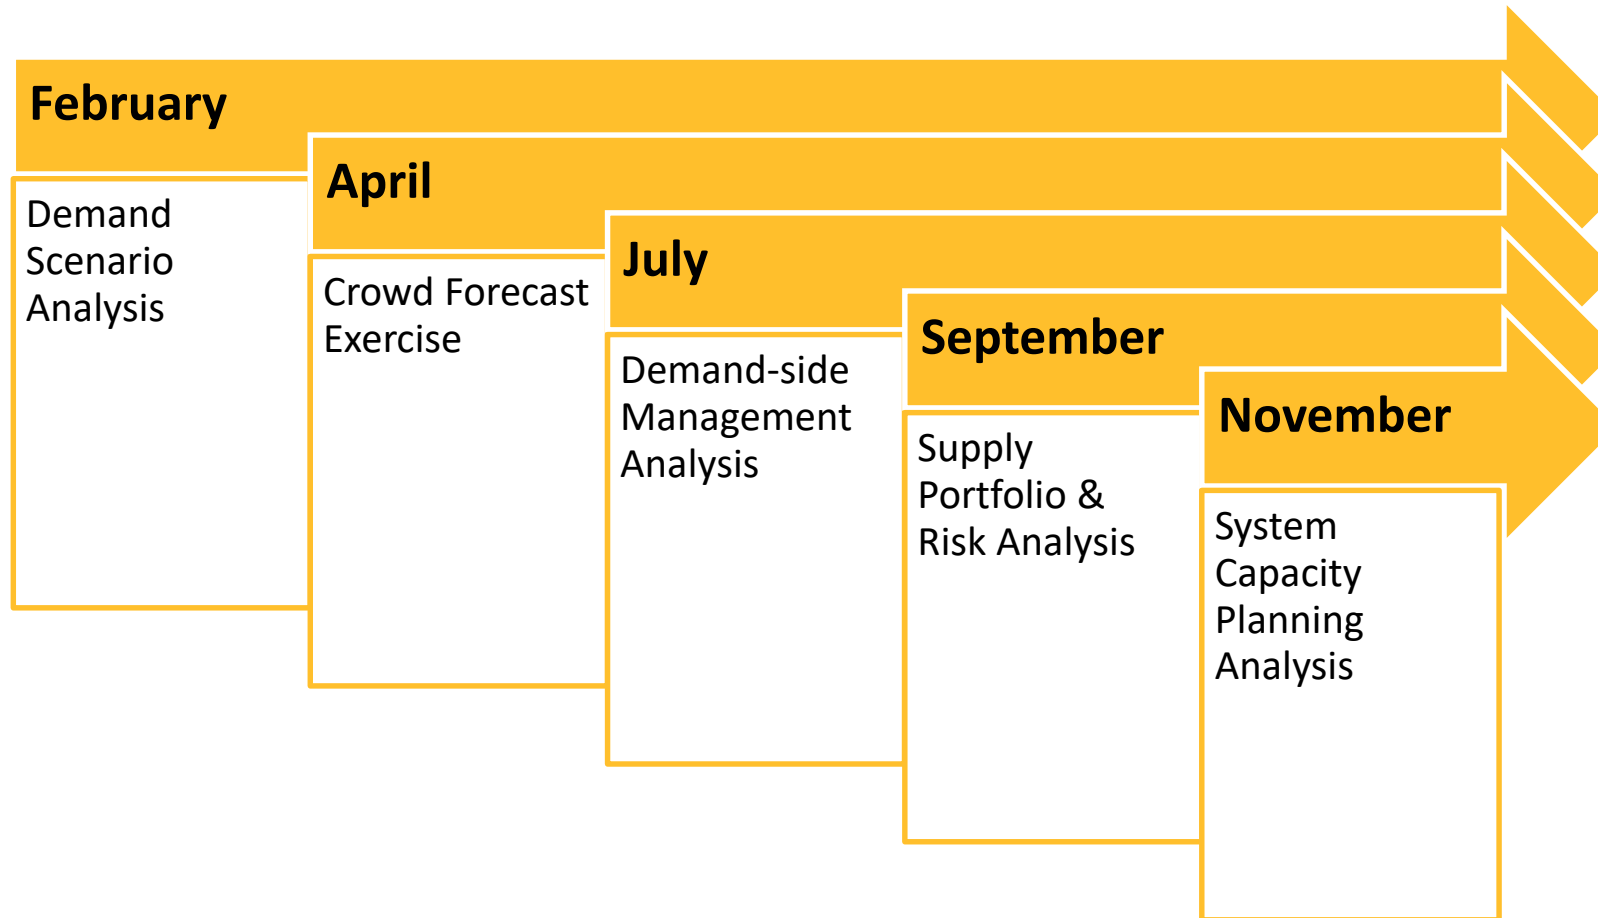 February
Demand
Scenario
Analysis
April
Crowd Forecast
Exercise
July
Demand-side
Management
Analysis
September
Supply
Portfolio &
Risk Analysis
November
System
Capacity
Planning
Analysis